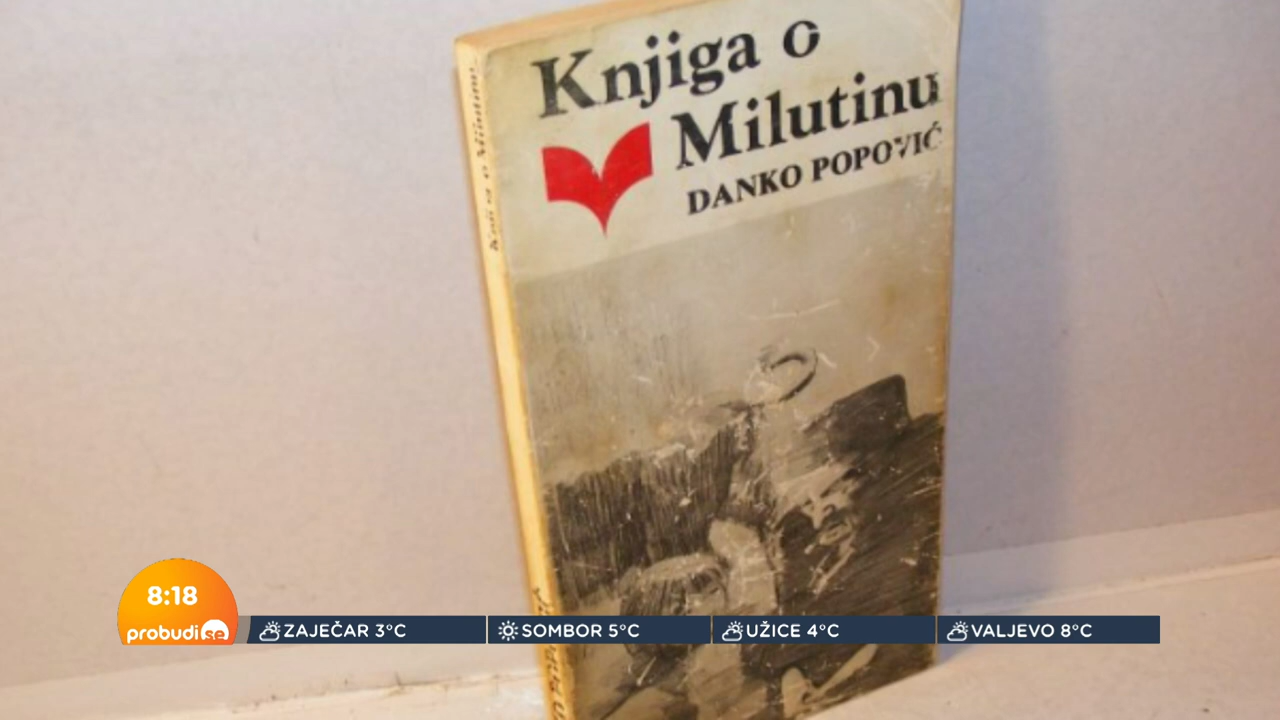 Knjiga o
Milutinu
DANKO POPOVIĆ
Knjiga o Milutinu
8:18
probudi se
ZAJEČAR 3°C
SOMBOR 5°C
UŽICE 4°C
VALJEVO 8°C